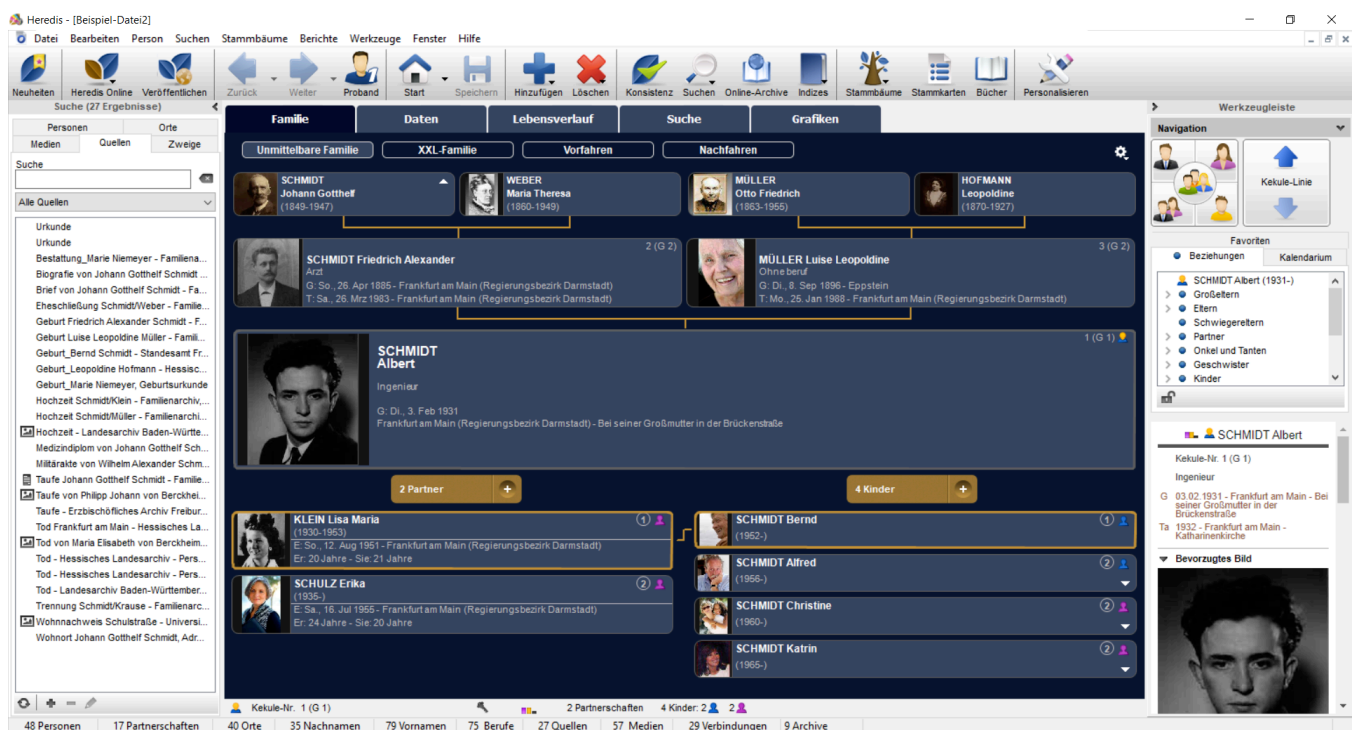 Heredis - [Beispiel-Datei2]
Datei Bearbeiten Person Suchen Stammbäume Berichte Werkzeuge Fenster Hilfe
Neuheiten Heredis Online Veröffentlichen Zurück Weiter Proband Start Speichern Hinzufügen Löschen Konsistenz Suchen Online-Archive Indizes Stammbäume Stammkarten Bücher Personalisieren
Suche (27 Ergebnisse)
Personen Orte
Medien Quellen Zweige
Suche
Alle Quellen
Urkunde
Urkunde
Bestattung_Marie Niemeyer - Familiena...
Biografie von Johann Gotthelf Schmidt ...
Brief von Johann Gotthelf Schmidt - Fa...
Eheschließung Schmidt/Weber - Familie...
Geburt Friedrich Alexander Schmidt - F...
Geburt Luise Leopoldine Müller - Famili...
Geburt_Bernd Schmidt - Standesamt Fr...
Geburt_Leopoldine Hofmann - Hessisc...
Geburt_Marie Niemeyer, Geburtsurkunde
Hochzeit Schmidt/Klein - Familienarchiv,...
Hochzeit Schmidt/Müller - Familienarchi...
Hochzeit - Landesarchiv Baden-Württe...
Medizindiplom von Johann Gotthelf Sch...
Militärakte von Wilhelm Alexander Schm...
Taufe Johann Gotthelf Schmidt - Familie...
Taufe von Philipp Johann von Berckhei...
Taufe - Erzbischöfliches Archiv Freibur...
Tod Frankfurt am Main - Hessisches La...
Tod von Maria Elisabeth von Berckheim...
Tod - Hessisches Landesarchiv - Pers...
Tod - Hessisches Landesarchiv - Pers...
Tod - Landesarchiv Baden-Württember...
Trennung Schmidt/Krause - Familienarc...
Wohnnachweis Schulstraße - Universi...
Wohnort Johann Gotthelf Schmidt, Adr...
Familie Daten Lebensverlauf Suche Grafiken
Unmittelbare Familie XXL-Familie Vorfahren Nachfahren
SCHMIDT
Johann Gotthelf
(1849-1947)
WEBER
Maria Theresa
(1860-1949)
MÜLLER
Otto Friedrich
(1863-1955)
HOFMANN
Leopoldine
(1870-1927)
2 (G 2)
SCHMIDT Friedrich Alexander
Arzt
G: So., 26. Apr 1885 - Frankfurt am Main (Regierungsbezirk Darmstadt)
T: Sa., 26. Mrz 1983 - Frankfurt am Main (Regierungsbezirk Darmstadt)
3 (G 2)
MÜLLER Luise Leopoldine
Ohne beruf
G: Di., 8. Sep 1896 - Eppstein
T: Mo., 25. Jan 1988 - Frankfurt am Main (Regierungsbezirk Darmstadt)
1 (G 1)
SCHMIDT
Albert
Ingenieur
G: Di., 3. Feb 1931
Frankfurt am Main (Regierungsbezirk Darmstadt) - Bei seiner Großmutter in der Brückenstraße
2 Partner
4 Kinder
KLEIN Lisa Maria 1
(1930-1953)
E: So., 12. Aug 1951 - Frankfurt am Main (Regierungsbezirk Darmstadt)
Er: 20 Jahre - Sie: 21 Jahre
SCHULZ Erika 2
(1935-)
E: Sa., 16. Jul 1955 - Frankfurt am Main (Regierungsbezirk Darmstadt)
Er: 24 Jahre - Sie: 20 Jahre
SCHMIDT Bernd 1
(1952-)
SCHMIDT Alfred 2
(1956-)
SCHMIDT Christine 2
(1960-)
SCHMIDT Katrin 2
(1965-)
Kekule-Nr. 1 (G 1) 2 Partnerschaften 4 Kinder: 2 2
Werkzeugleiste
Navigation
Kekule-Linie
Favoriten
Beziehungen Kalendarium
SCHMIDT Albert (1931-)
Großeltern
Eltern
Schwiegereltern
Partner
Onkel und Tanten
Geschwister
Kinder
SCHMIDT Albert
Kekule-Nr. 1 (G 1)
Ingenieur
G 03.02.1931 - Frankfurt am Main - Bei
seiner Großmutter in der
Brückenstraße
Ta 1932 - Frankfurt am Main -
Katharinenkirche
Bevorzugtes Bild
48 Personen 17 Partnerschaften 40 Orte 35 Nachnamen 79 Vornamen 75 Berufe 27 Quellen 57 Medien 29 Verbindungen 9 Archive